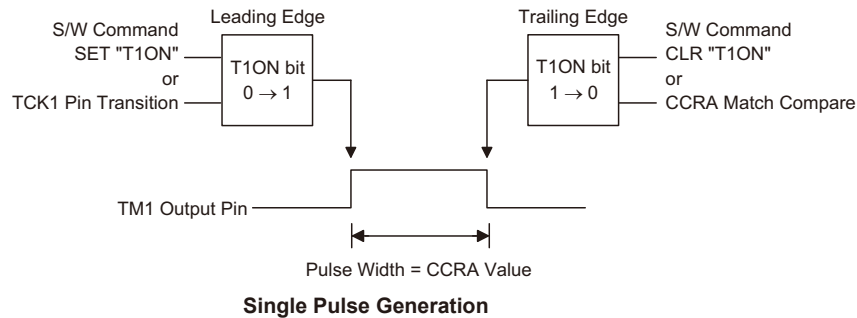 Leading Edge
S/W Command
SET "T1ON"
or
TCK1 Pin Transition
T1ON bit
0 → 1
Trailing Edge
T1ON bit
1 → 0
S/W Command
CLR "T1ON"
or
CCRA Match Compare
TM1 Output Pin
Pulse Width = CCRA Value
Single Pulse Generation